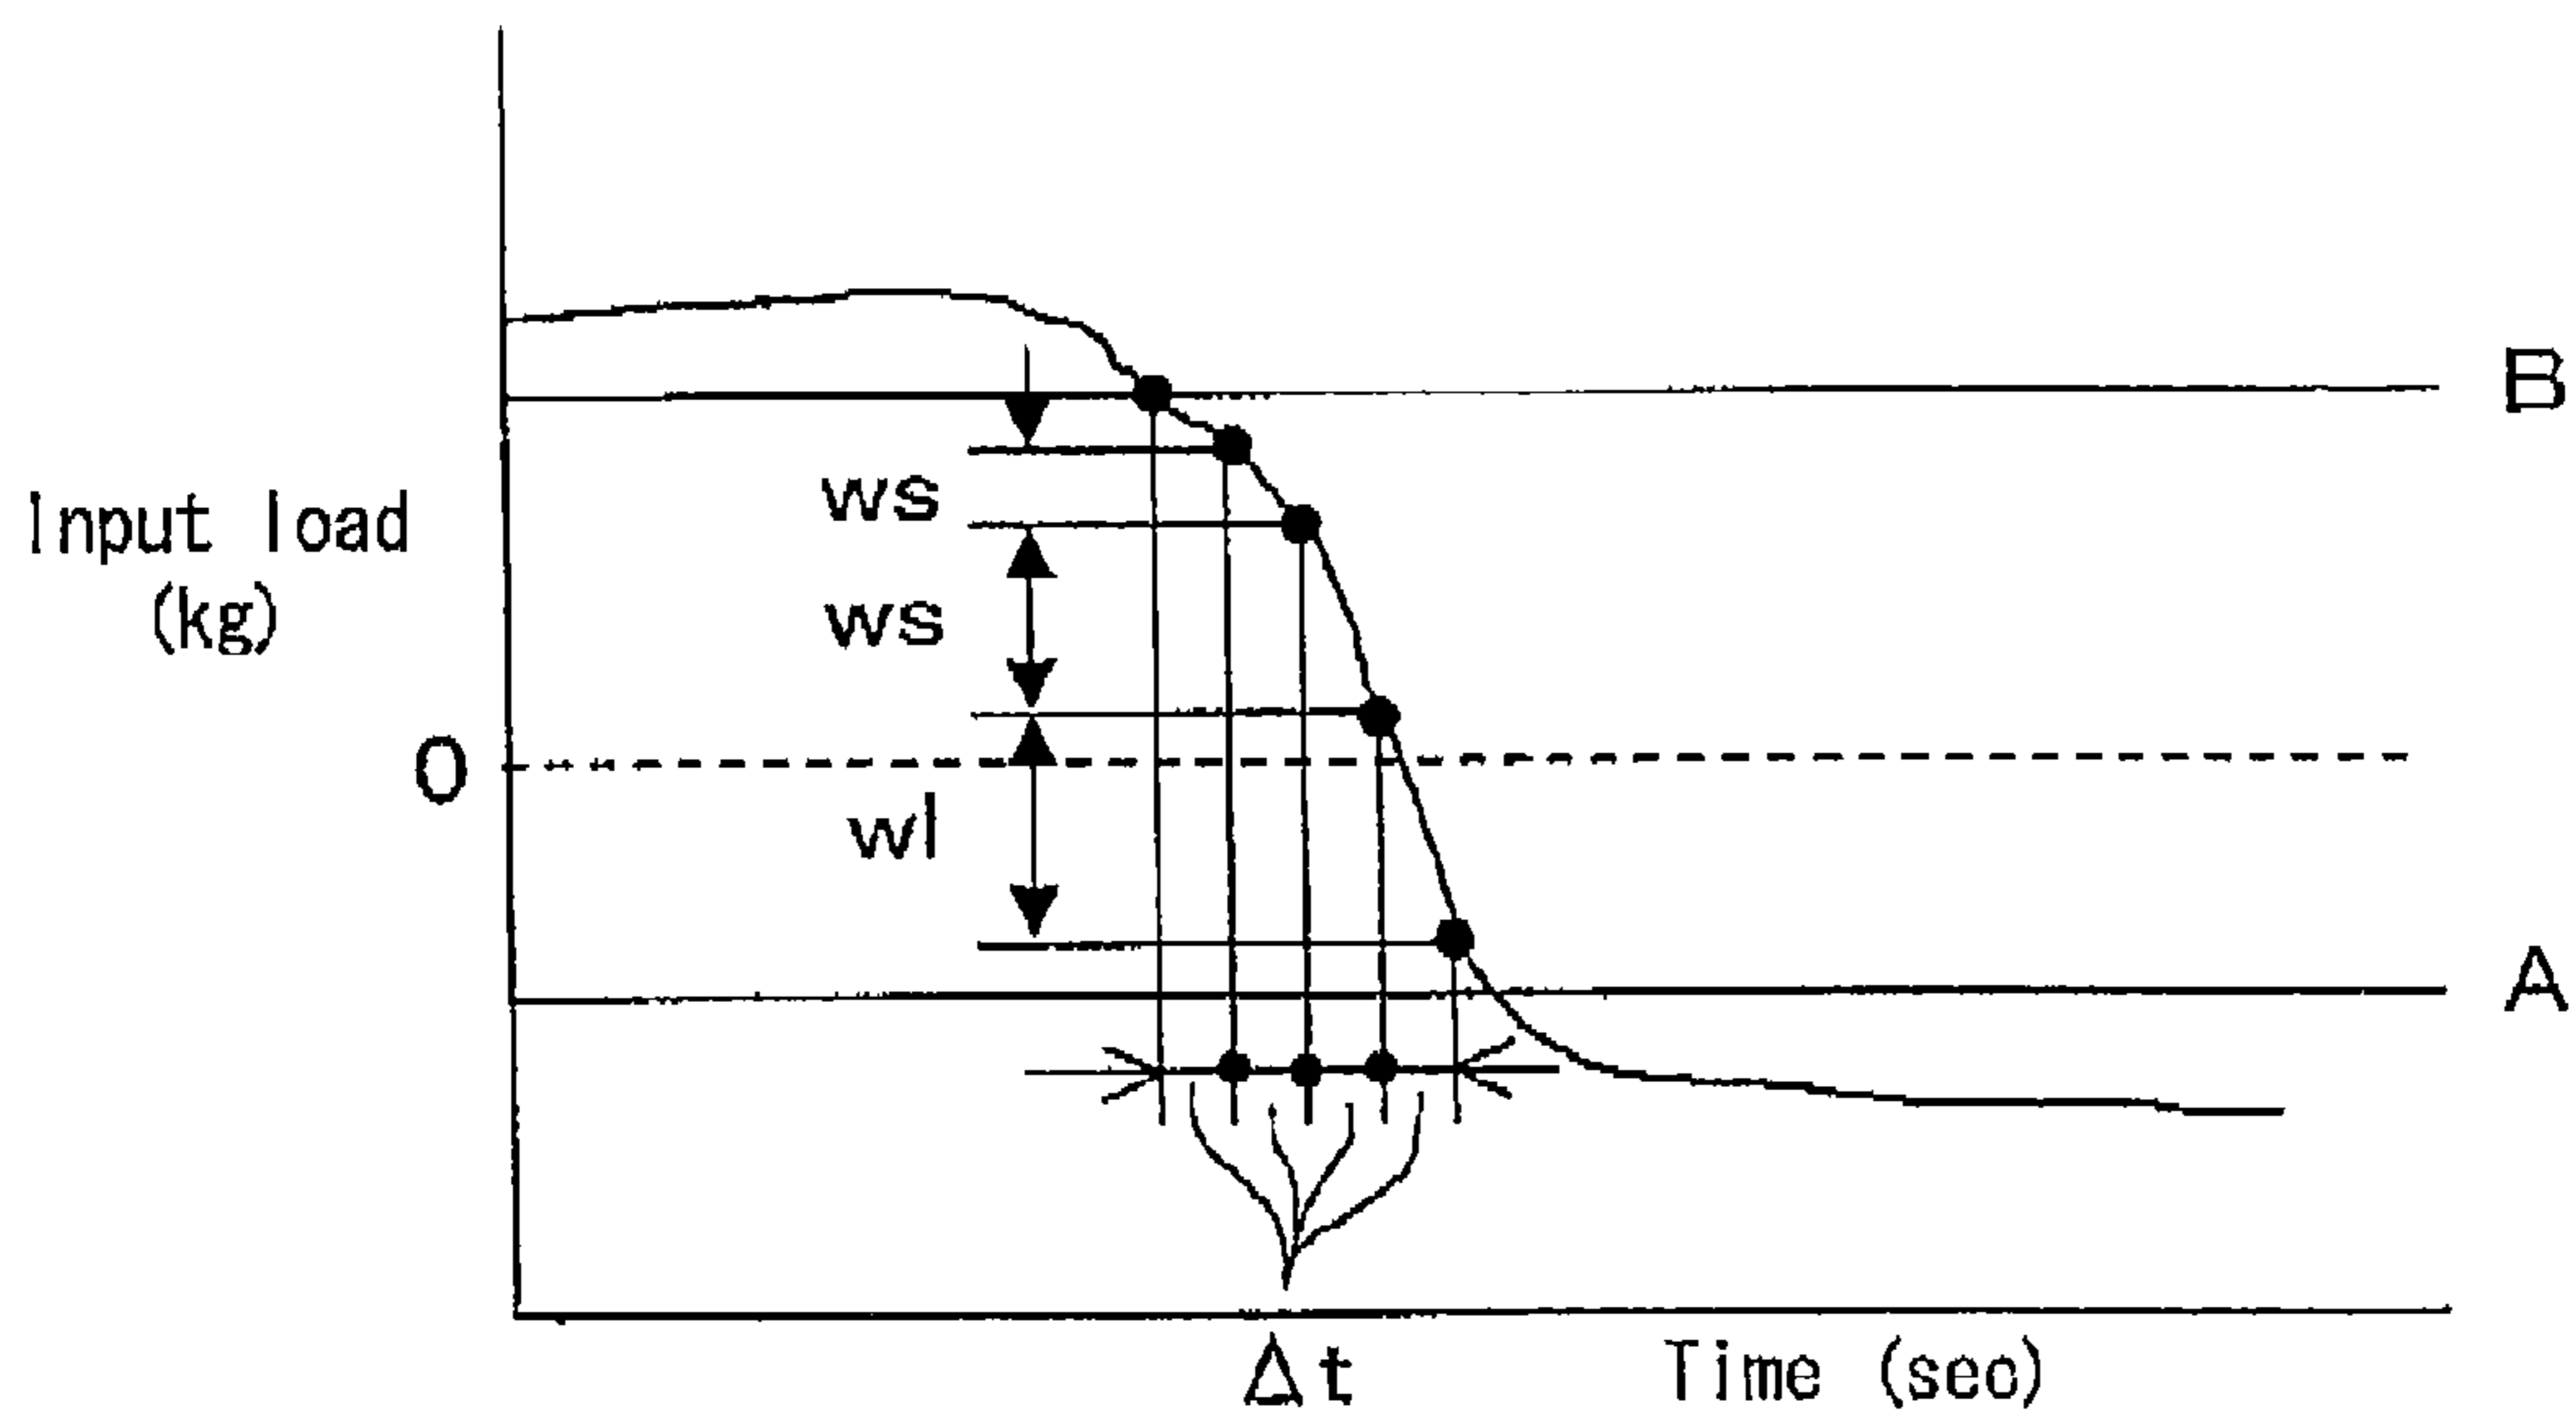 B
ws
Input load
(kg)
ws
0
wl
A
Δt
Time (sec)